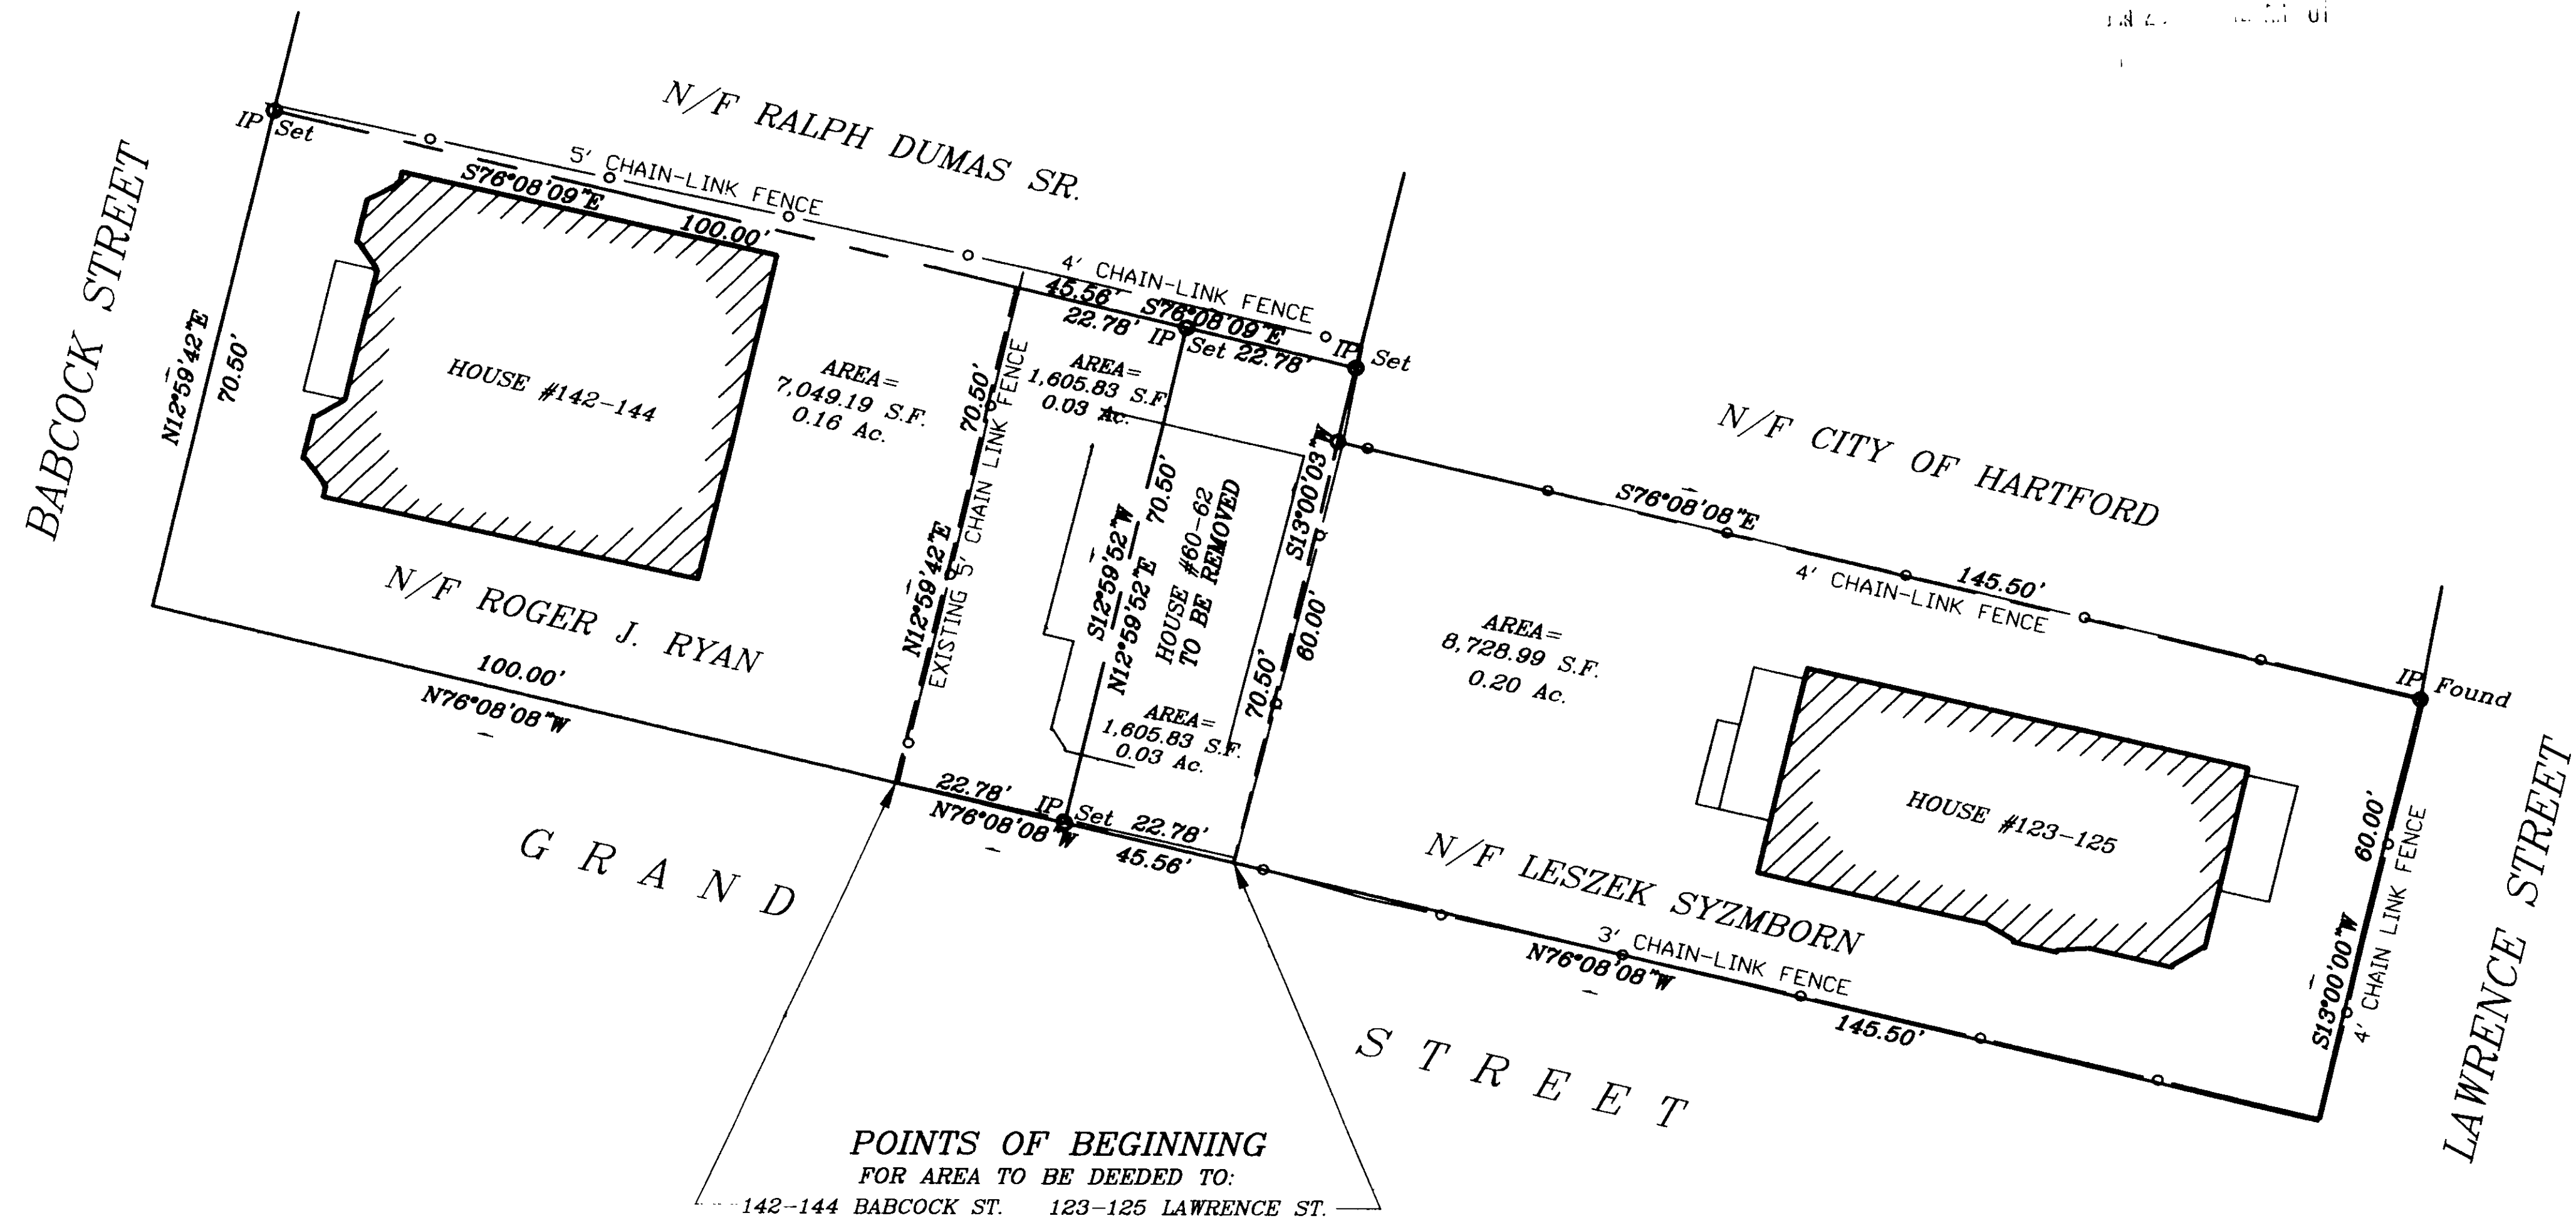 N/F RALPH DUMAS SR.
IP Set
5' CHAIN-LINK FENCE
S76°08'09"E
100.00'
BABCOCK STREET
N12°59'42"E
70.50'
HOUSE #142-144
AREA=
7,049.19 S.F.
0.16 Ac.
N/F ROGER J. RYAN
100.00'
N76°08'08"W
4' CHAIN-LINK FENCE
45.56'
S76°08'09"E
22.78'
IP Set
22.78'
IP Set
70.50'
N12°59'42"E
EXISTING 5' CHAIN LINK FENCE
AREA=
1,605.83 S.F.
0.03 Ac.
S12°59'52"W
70.50'
N12°59'52"E
HOUSE #60-62
TO BE REMOVED
AREA=
1,605.83 S.F.
0.03 Ac.
S13°00'03"W
60.00'
70.50'
22.78'
IP Set
22.78'
N76°08'08"W
45.56'
N/F CITY OF HARTFORD
S76°08'08"E
145.50'
4' CHAIN-LINK FENCE
IP Found
AREA=
8,728.99 S.F.
0.20 Ac.
HOUSE #123-125
N/F LESZEK SYZMBORN
3' CHAIN-LINK FENCE
N76°08'08"W
145.50'
60.00'
S13°00'00"W
4' CHAIN LINK FENCE
LAWRENCE STREET
GRAND
STREET
POINTS OF BEGINNING
FOR AREA TO BE DEEDED TO:
142-144 BABCOCK ST. 123-125 LAWRENCE ST.